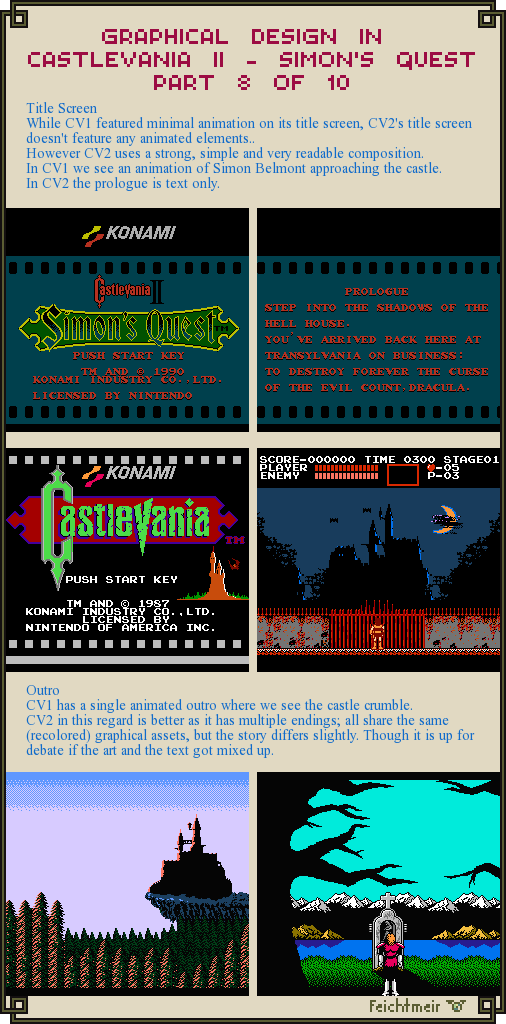 GRAPHICAL DESIGN IN
CASTLEVANIA II - SIMON'S QUEST
PART 8 OF 10
Title Screen
While CV1 featured minimal animation on its title screen, CV2's title screen
doesn't feature any animated elements..
However CV2 uses a strong, simple and very readable composition.
In CV1 we see an animation of Simon Belmont approaching the castle.
In CV2 the prologue is text only.
KONAMI
Castlevania II
Simon's Quest TM
PUSH START KEY
TM AND © 1990
KONAMI INDUSTRY CO.,LTD.
LICENSED BY NINTENDO
PROLOGUE
STEP INTO THE SHADOWS OF THE
HELL HOUSE.
YOU'VE ARRIVED BACK HERE AT
TRANSYLVANIA ON BUSINESS:
TO DESTROY FOREVER THE CURSE
OF THE EVIL COUNT,DRACULA.
KONAMI
Castlevania TM
PUSH START KEY
TM AND © 1987
KONAMI INDUSTRY CO.,LTD.
LICENSED BY
NINTENDO OF AMERICA INC.
SCORE-000000 TIME 0300 STAGE01
PLAYER -05
ENEMY P-03
Outro
CV1 has a single animated outro where we see the castle crumble.
CV2 in this regard is better as it has multiple endings; all share the same
(recolored) graphical assets, but the story differs slightly. Though it is up for
debate if the art and the text got mixed up.
Feichtmeir